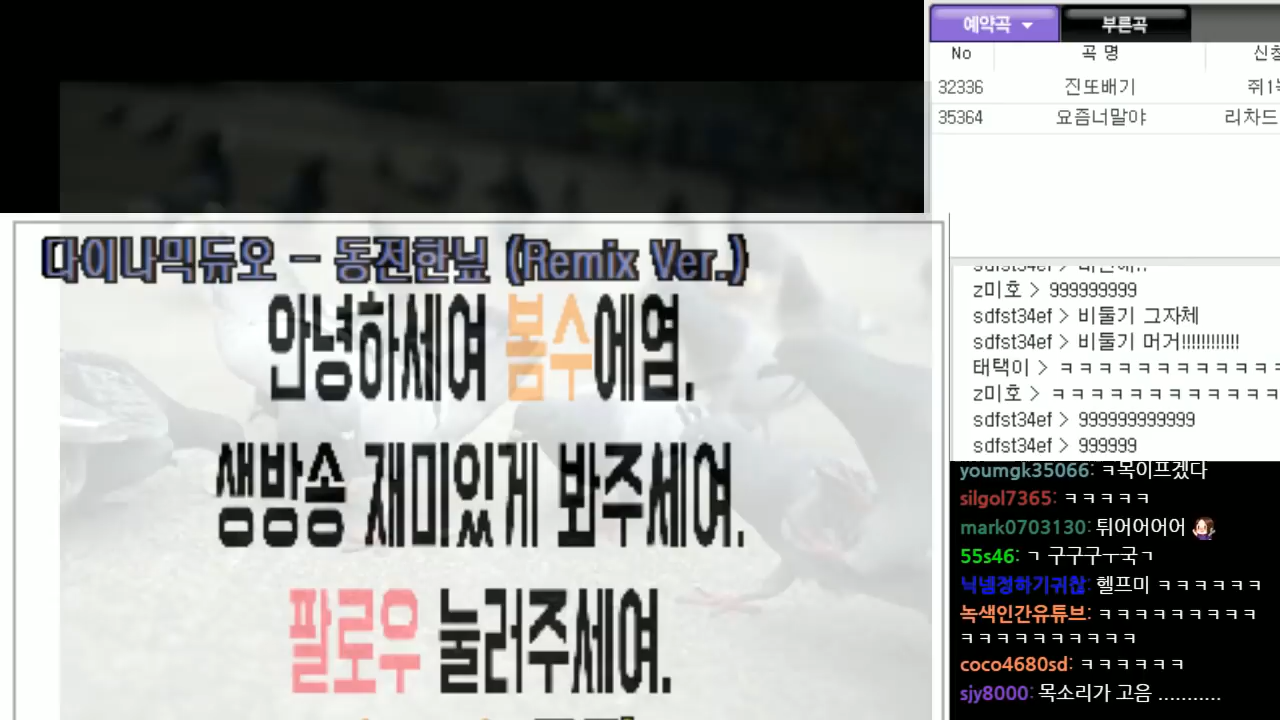 예약곡
부른곡
No 곡 명
32336 진또배기
35364 요즘너말야 리차드
다이나믹듀오 - 동전한닢 (Remix Ver.)
안녕하세여 봄수에염.
생방송 재미있게 봐주세여.
팔로우 눌러주세여.
z미호 > 999999999
sdfst34ef > 비둘기 그자체
sdfst34ef > 비둘기 머거!!!!!!!!!!!!
태택이 > ㅋㅋㅋㅋㅋㅋㅋㅋㅋㅋㅋㅋ
z미호 > ㅋㅋㅋㅋㅋㅋㅋㅋㅋㅋㅋㅋ
sdfst34ef > 999999999999
sdfst34ef > 999999
youmgk35066: ㅋ목이프겠다
silgol7365: ㅋㅋㅋㅋㅋ
mark0703130: 튀어어어어
55s46: ㄱ 구구구ㅜ국ㄱ
닉넴정하기귀찮: 헬프미 ㅋㅋㅋㅋㅋㅋ
녹색인간유튜브: ㅋㅋㅋㅋㅋㅋㅋㅋㅋ
ㅋㅋㅋㅋㅋㅋㅋㅋㅋㅋ
coco4680sd: ㅋㅋㅋㅋㅋㅋ
sjy8000: 목소리가 고음 ...........